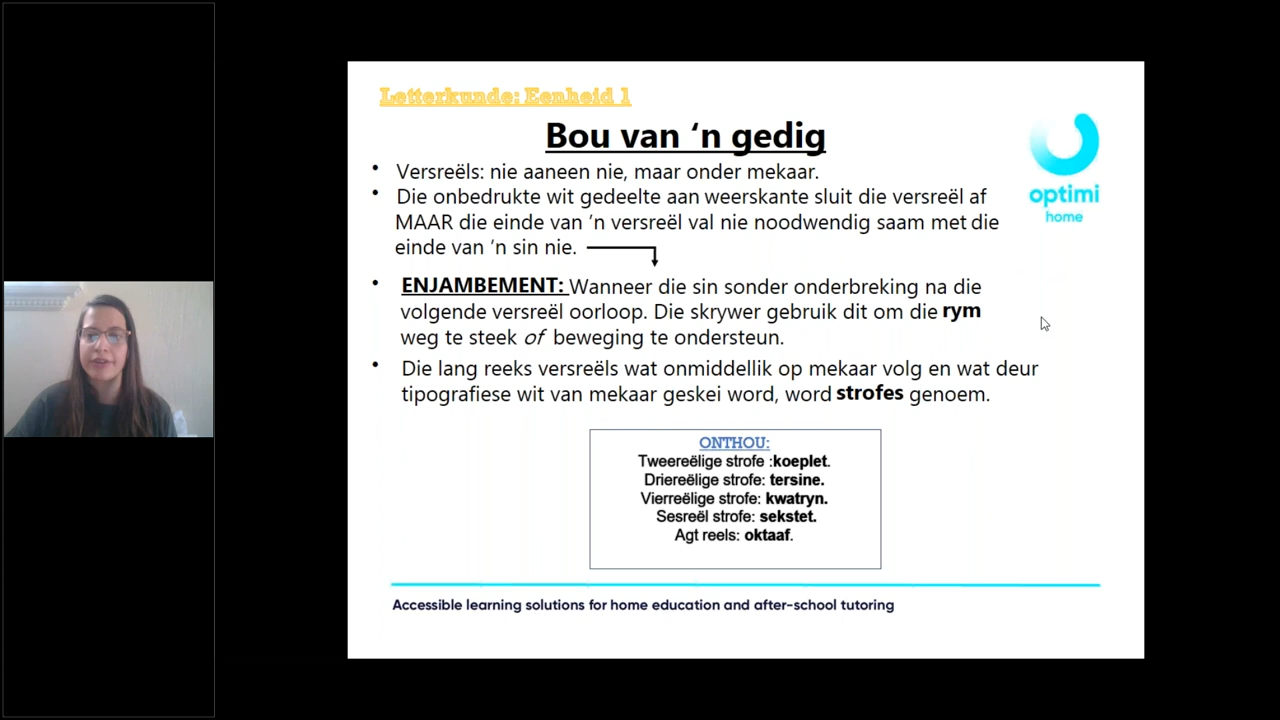 Letterkunde: Eenheid 1
Bou van ‘n gedig
• Versreëls: nie aaneen nie, maar onder mekaar.
• Die onbedrukte wit gedeelte aan weerskante sluit die versreël af
MAAR die einde van ’n versreël val nie noodwendig saam met die
einde van ’n sin nie.
• ENJAMBEMENT: Wanneer die sin sonder onderbreking na die
volgende versreël oorloop. Die skrywer gebruik dit om die rym
weg te steek of beweging te ondersteun.
• Die lang reeks versreëls wat onmiddellik op mekaar volg en wat deur
tipografiese wit van mekaar geskei word, word strofes genoem.
optimi
home
ONTHOU:
Tweereëlige strofe :koeplet.
Driereëlige strofe: tersine.
Vierreëlige strofe: kwatryn.
Sesreël strofe: sekstet.
Agt reels: oktaaf.
Accessible learning solutions for home education and after-school tutoring